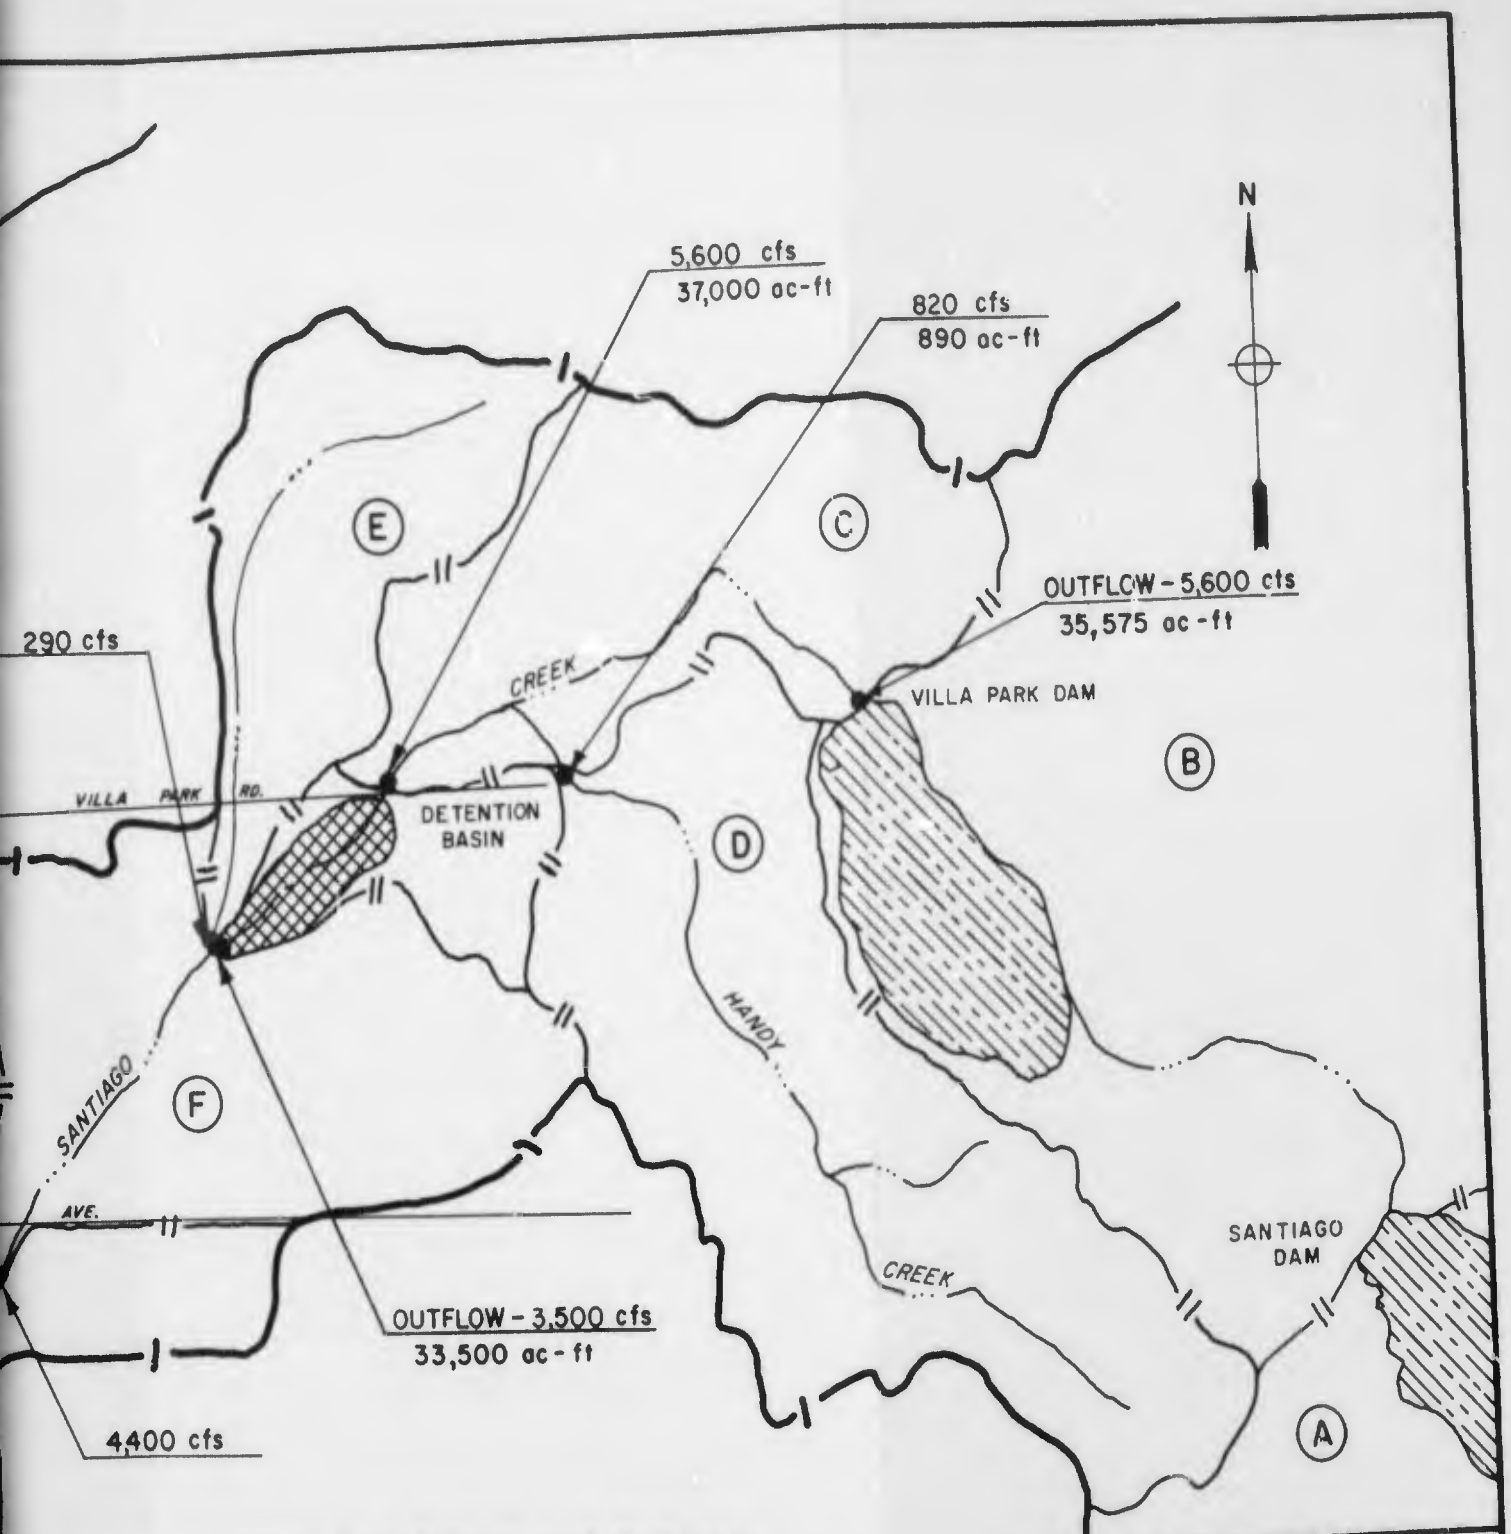 N
5,600 cfs
37,000 ac-ft
820 cfs
890 ac-ft
E
C
OUTFLOW - 5,600 cfs
35,575 ac-ft
290 cfs
CREEK
VILLA PARK DAM
B
VILLA PARK RD.
DETENTION
BASIN
D
HANDY
SANTIAGO
F
AVE.
SANTIAGO
DAM
CREEK
OUTFLOW - 3,500 cfs
33,500 ac-ft
A
4,400 cfs